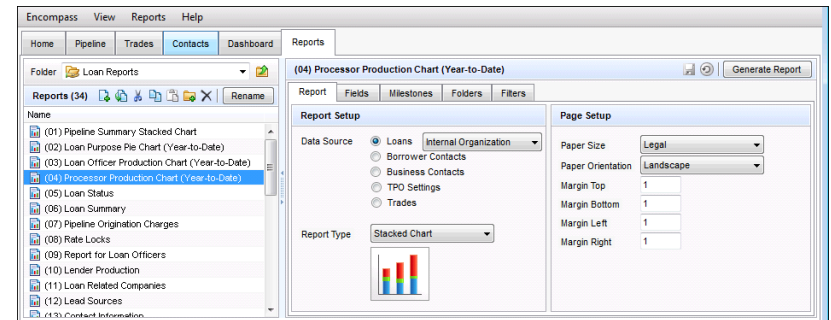 Encompass View Reports Help
Home Pipeline Trades Contacts Dashboard Reports
Folder Loan Reports
Reports (34) Rename
Name
(01) Pipeline Summary Stacked Chart
(02) Loan Purpose Pie Chart (Year-to-Date)
(03) Loan Officer Production Chart (Year-to-Date)
(04) Processor Production Chart (Year-to-Date)
(05) Loan Status
(06) Loan Summary
(07) Pipeline Origination Charges
(08) Rate Locks
(09) Report for Loan Officers
(10) Lender Production
(11) Loan Related Companies
(12) Lead Sources
(13) Contact Information
(04) Processor Production Chart (Year-to-Date) Generate Report
Report Fields Milestones Folders Filters
Report Setup
Data Source Loans Internal Organization
Borrower Contacts
Business Contacts
TPO Settings
Trades
Report Type Stacked Chart
Page Setup
Paper Size Legal
Paper Orientation Landscape
Margin Top 1
Margin Bottom 1
Margin Left 1
Margin Right 1